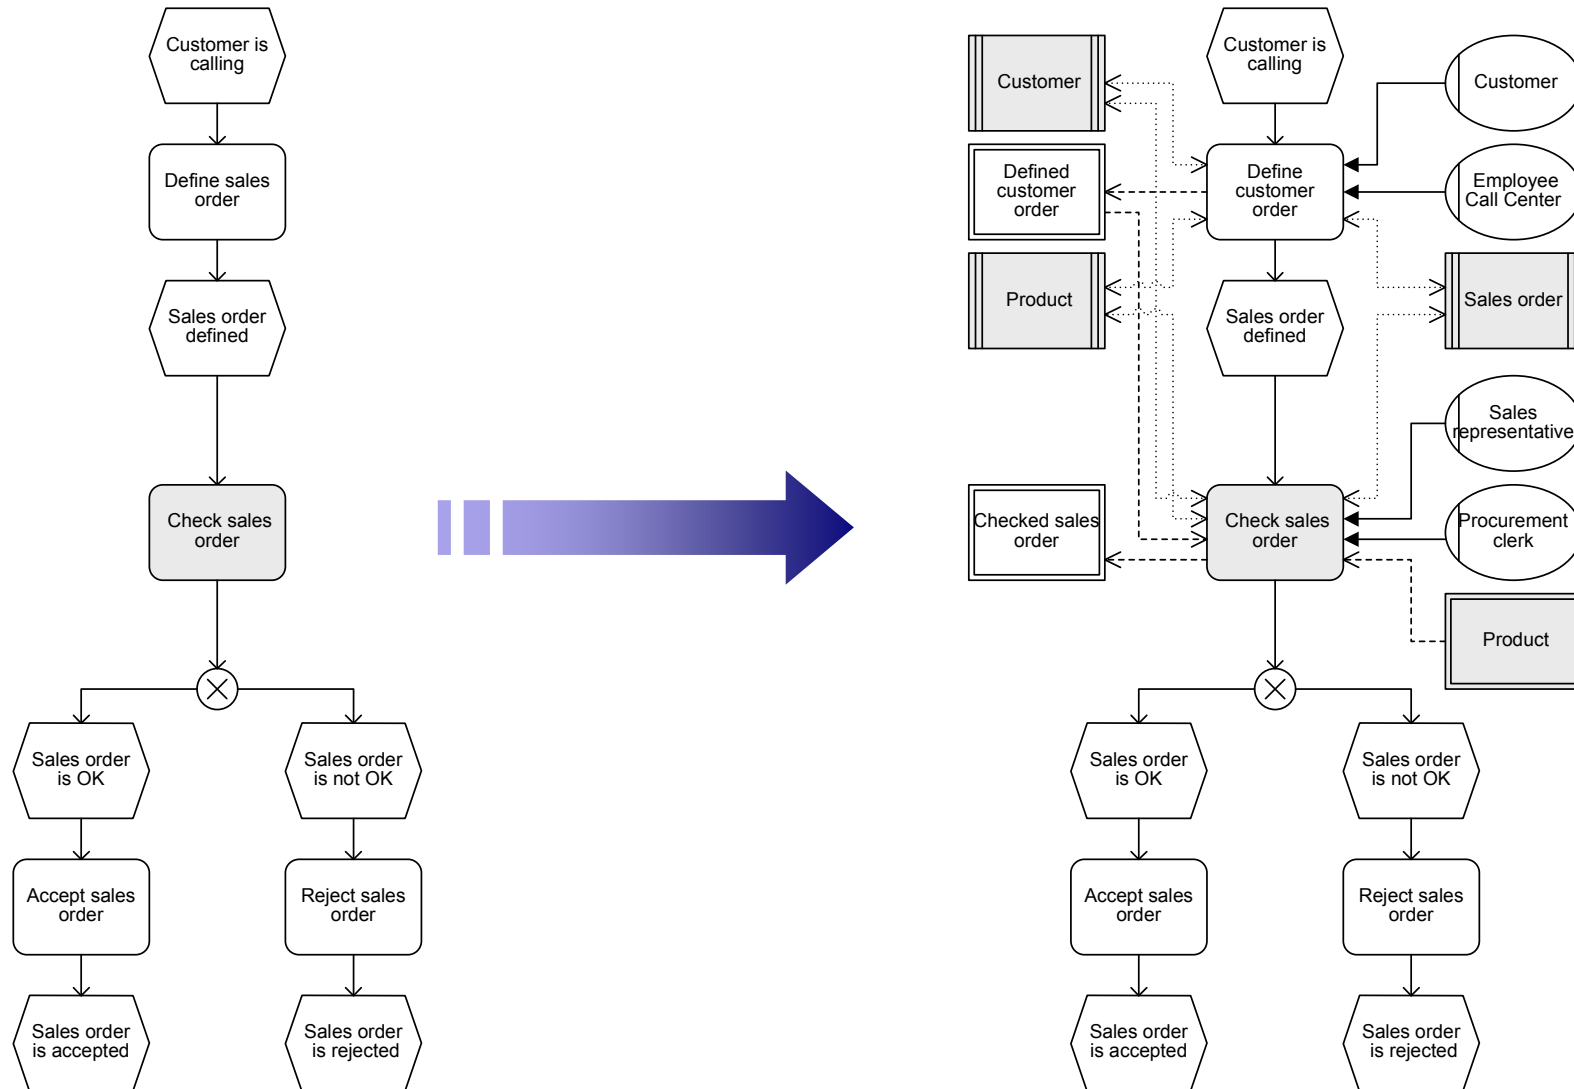 Customer is
calling
Define sales
order
Sales order
defined
Check sales
order
Sales order
is OK
Sales order
is not OK
Accept sales
order
Reject sales
order
Sales order
is accepted
Sales order
is rejected
Customer
Customer is
calling
Customer
Defined
customer
order
Define
customer
order
Employee
Call Center
Product
Sales order
defined
Sales order
Sales
representative
Checked sales
order
Check sales
order
Procurement
clerk
Product
Sales order
is OK
Sales order
is not OK
Accept sales
order
Reject sales
order
Sales order
is accepted
Sales order
is rejected